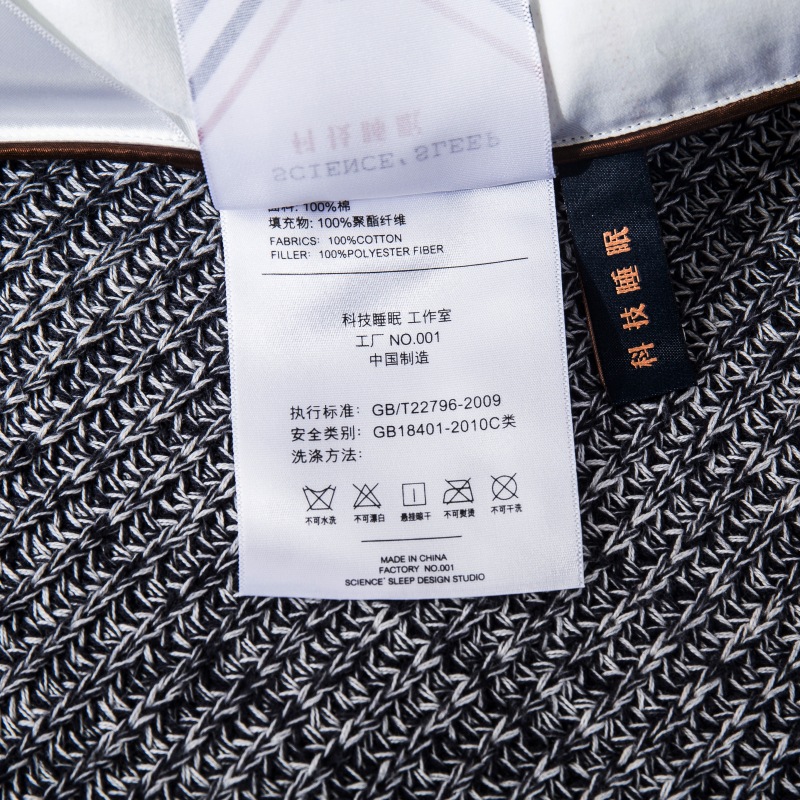 科技睡眠
SCIENCE, SLEEP
面料: 100%棉
填充物: 100%聚酯纤维
FABRICS: 100%COTTON
FILLER: 100%POLYESTER FIBER
科技睡眠 工作室
工厂 NO.001
中国制造
执行标准: GB/T22796-2009
安全类别: GB18401-2010C类
洗涤方法:
不可水洗 不可漂白 悬挂晾干 不可熨烫 不可干洗
MADE IN CHINA
FACTORY NO.001
SCIENCE' SLEEP DESIGN STUDIO
科技睡眠